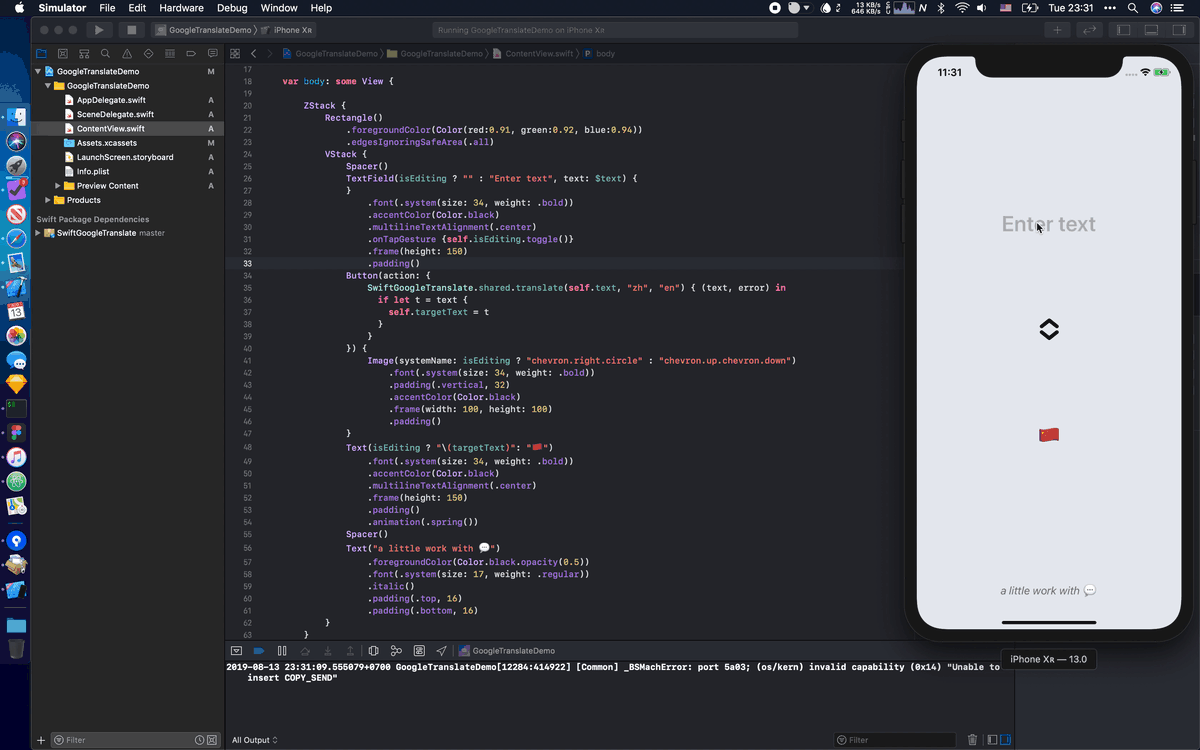 Simulator File Edit Hardware Debug Window Help
13 KB/s
646 KB/s
Tue 23:31
GoogleTranslateDemo 〉 iPhone Xʀ
Running GoogleTranslateDemo on iPhone Xʀ
GoogleTranslateDemo M
GoogleTranslateDemo
AppDelegate.swift A
SceneDelegate.swift A
ContentView.swift A
Assets.xcassets M
LaunchScreen.storyboard A
Info.plist A
Preview Content A
Products
Swift Package Dependencies
SwiftGoogleTranslate master
Filter
GoogleTranslateDemo 〉 GoogleTranslateDemo 〉 ContentView.swift 〉 P body
17
18 var body: some View {
19
20 ZStack {
21 Rectangle()
22 .foregroundColor(Color(red:0.91, green:0.92, blue:0.94))
23 .edgesIgnoringSafeArea(.all)
24 VStack {
25 Spacer()
26 TextField(isEditing ? "" : "Enter text", text: $text) {
27 }
28 .font(.system(size: 34, weight: .bold))
29 .accentColor(Color.black)
30 .multilineTextAlignment(.center)
31 .onTapGesture {self.isEditing.toggle()}
32 .frame(height: 150)
33 .padding()
34 Button(action: {
35 SwiftGoogleTranslate.shared.translate(self.text, "zh", "en") { (text, error) in
36 if let t = text {
37 self.targetText = t
38 }
39 }
40 }) {
41 Image(systemName: isEditing ? "chevron.right.circle" : "chevron.up.chevron.down")
42 .font(.system(size: 34, weight: .bold))
43 .padding(.vertical, 32)
44 .accentColor(Color.black)
45 .frame(width: 100, height: 100)
46 .padding()
47 }
48 Text(isEditing ? "\(targetText)": "🇨🇳")
49 .font(.system(size: 34, weight: .bold))
50 .accentColor(Color.black)
51 .multilineTextAlignment(.center)
52 .frame(height: 150)
53 .padding()
54 .animation(.spring())
55 Spacer()
56 Text("a little work with 💬")
57 .foregroundColor(Color.black.opacity(0.5))
58 .font(.system(size: 17, weight: .regular))
59 .italic()
60 .padding(.top, 16)
61 .padding(.bottom, 16)
62 }
63 }
GoogleTranslateDemo
2019-08-13 23:31:09.555079+0700 GoogleTranslateDemo[12284:414922] [Common] _BSMachError: port 5a03; (os/kern) invalid capability (0x14) "Unable to
insert COPY_SEND"
All Output
Filter
11:31
Enter text
a little work with 💬
iPhone Xʀ — 13.0